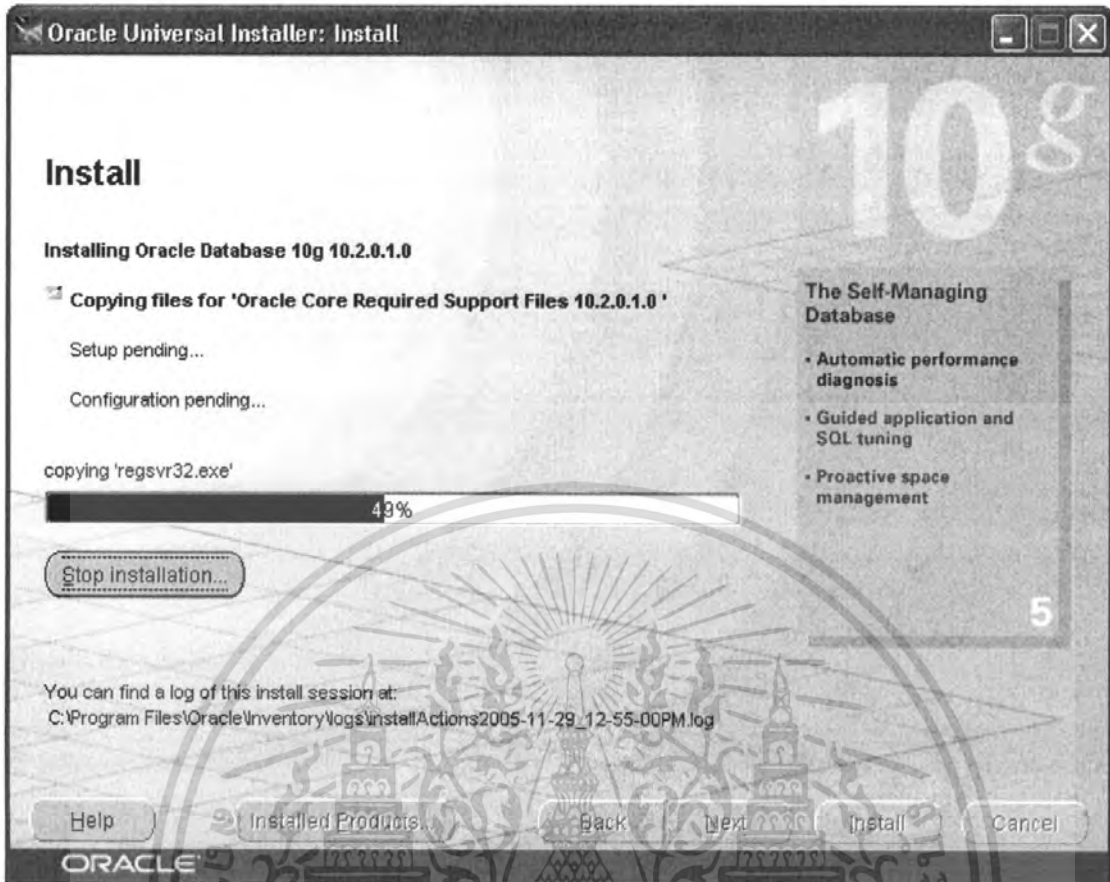 Oracle Universal Installer: Install
10g
Install
Installing Oracle Database 10g 10.2.0.1.0
Copying files for 'Oracle Core Required Support Files 10.2.0.1.0 '
Setup pending...
Configuration pending...
copying 'regsvr32.exe'
49%
Stop installation...
The Self-Managing
Database
• Automatic performance
diagnosis
• Guided application and
SQL tuning
• Proactive space
management
5
You can find a log of this install session at:
C:\Program Files\Oracle\Inventory\logs\installActions2005-11-29_12-55-00PM.log
Help
Installed Products...
Back
Next
Install
Cancel
ORACLE